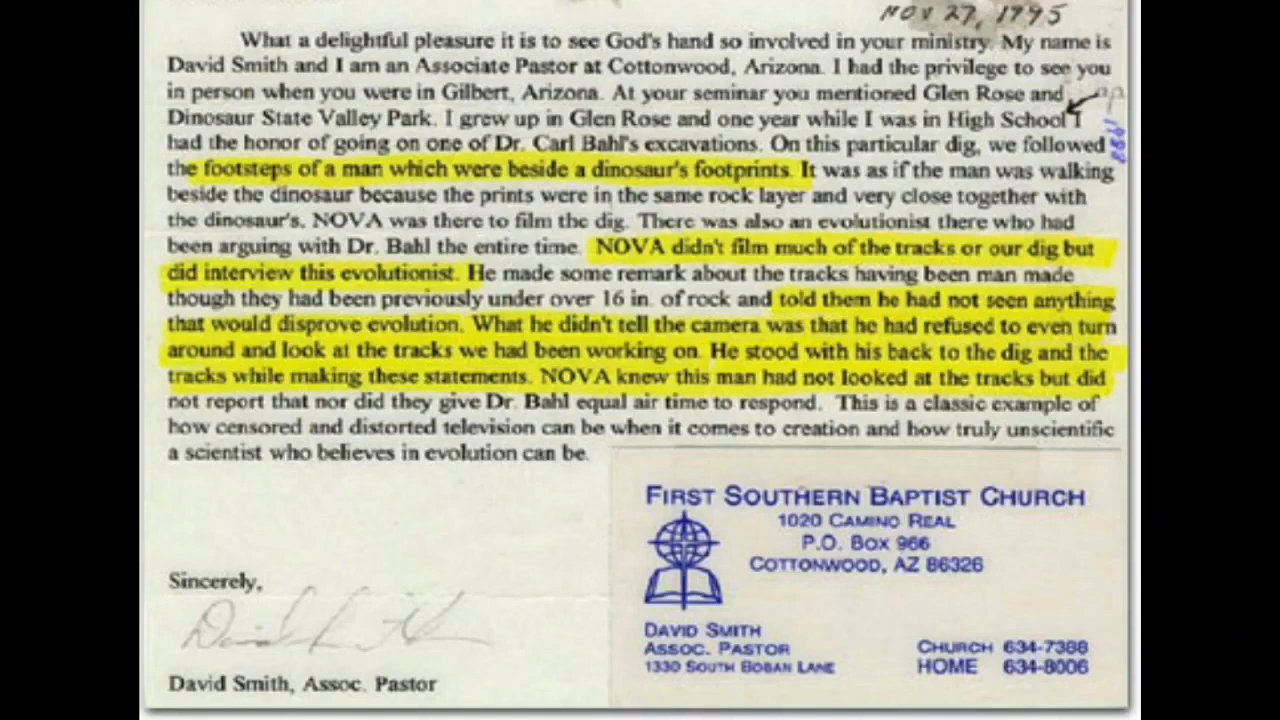 NOV 27, 1995
What a delightful pleasure it is to see God's hand so involved in your ministry. My name is
David Smith and I am an Associate Pastor at Cottonwood, Arizona. I had the privilege to see you
in person when you were in Gilbert, Arizona. At your seminar you mentioned Glen Rose and
Dinosaur State Valley Park. I grew up in Glen Rose and one year while I was in High School I
had the honor of going on one of Dr. Carl Bahl's excavations. On this particular dig, we followed
the footsteps of a man which were beside a dinosaur's footprints. It was as if the man was walking
beside the dinosaur because the prints were in the same rock layer and very close together with
the dinosaur's. NOVA was there to film the dig. There was also an evolutionist there who had
been arguing with Dr. Bahl the entire time. NOVA didn't film much of the tracks or our dig but
did interview this evolutionist. He made some remark about the tracks having been man made
though they had been previously under over 16 in. of rock and told them he had not seen anything
that would disprove evolution. What he didn't tell the camera was that he had refused to even turn
around and look at the tracks we had been working on. He stood with his back to the dig and the
tracks while making these statements. NOVA knew this man had not looked at the tracks but did
not report that nor did they give Dr. Bahl equal air time to respond. This is a classic example of
how censored and distorted television can be when it comes to creation and how truly unscientific
a scientist who believes in evolution can be.
Sincerely,
David Smith, Assoc. Pastor
FIRST SOUTHERN BAPTIST CHURCH
1020 CAMINO REAL
P.O. BOX 966
COTTONWOOD, AZ 86326
DAVID SMITH
ASSOC. PASTOR
1330 SOUTH BOBAN LANE
CHURCH 634-7388
HOME 634-8006